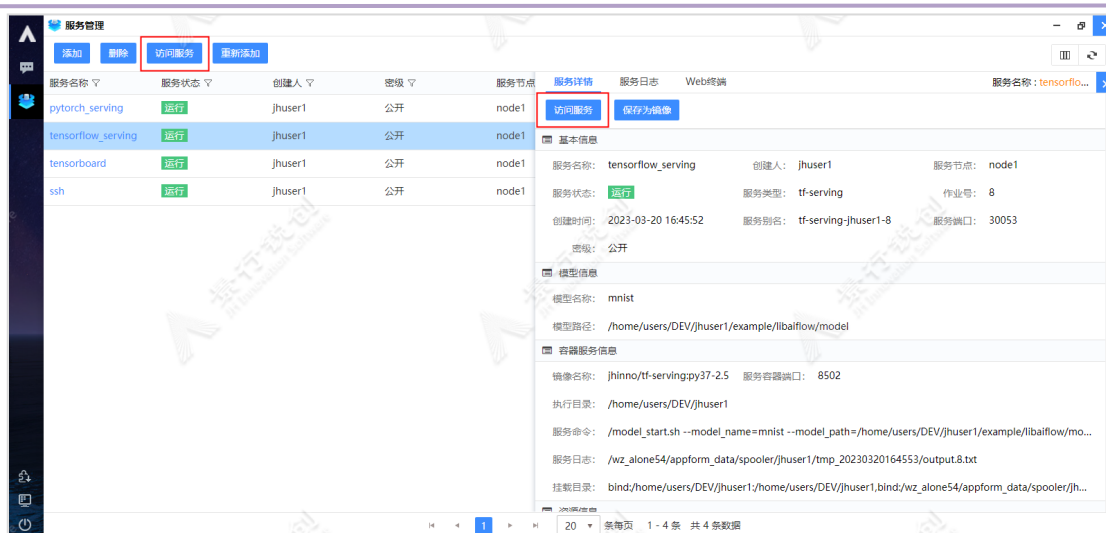 服务管理
添加 删除 访问服务 重新添加
服务名称 服务状态 创建人 密级 服务节点
pytorch_serving 运行 jhuser1 公开 node1
tensorflow_serving 运行 jhuser1 公开 node1
tensorboard 运行 jhuser1 公开 node1
ssh 运行 jhuser1 公开 node1
服务详情 服务日志 Web终端 服务名称：tensorflo...
访问服务 保存为镜像
基本信息
服务名称： tensorflow_serving 创建人： jhuser1 服务节点： node1
服务状态： 运行 服务类型： tf-serving 作业号： 8
创建时间： 2023-03-20 16:45:52 服务别名： tf-serving-jhuser1-8 服务端口： 30053
密级： 公开
模型信息
模型名称： mnist
模型路径： /home/users/DEV/jhuser1/example/libaiflow/model
容器服务信息
镜像名称： jhinno/tf-serving:py37-2.5 服务容器端口： 8502
执行目录： /home/users/DEV/jhuser1
服务命令： /model_start.sh --model_name=mnist --model_path=/home/users/DEV/jhuser1/example/libaiflow/mo...
服务日志： /wz_alone54/appform_data/spooler/jhuser1/tmp_20230320164553/output.8.txt
挂载目录： bind:/home/users/DEV/jhuser1:/home/users/DEV/jhuser1,bind:/wz_alone54/appform_data/spooler/jh...
资源信息
1 20 条每页 1 - 4 条 共 4 条数据
景行锐创
JH Innovation Software